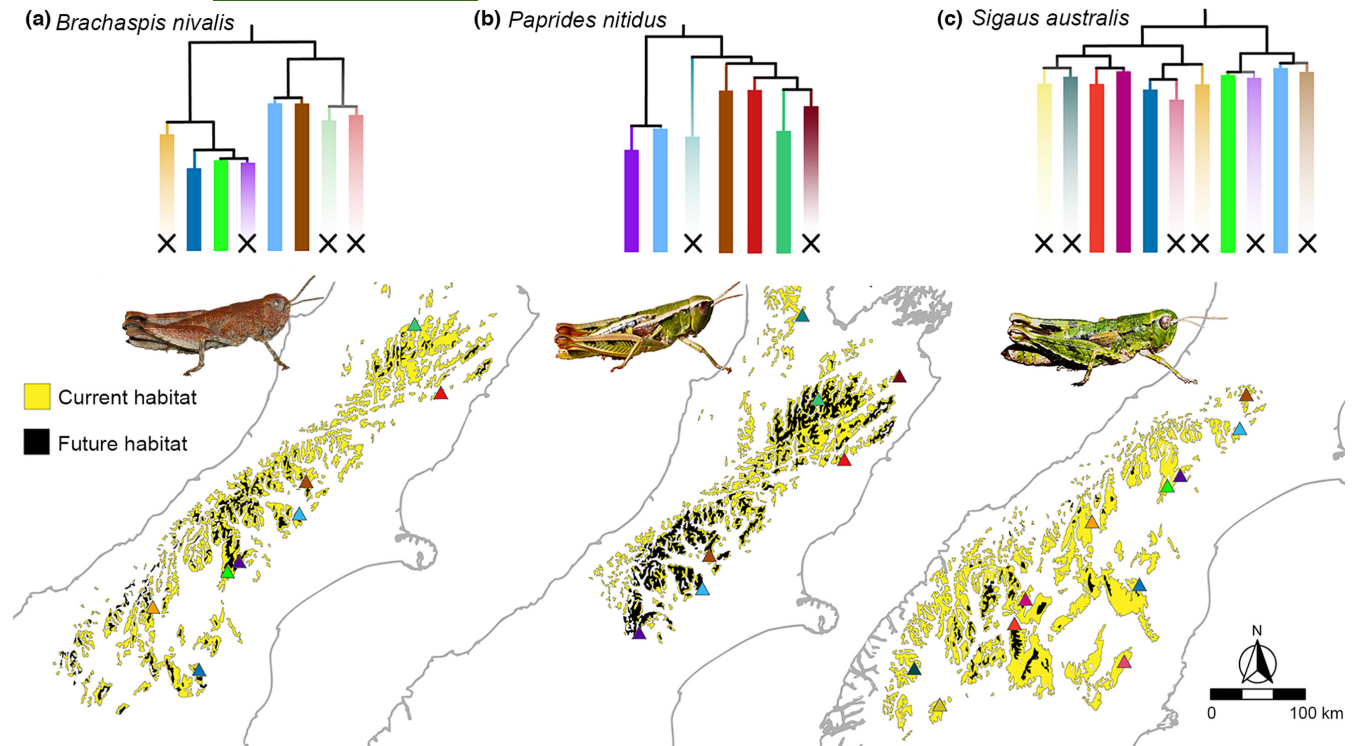 (a) Brachaspis nivalis
(b) Paprides nitidus
(c) Sigaus australis
Current habitat
Future habitat
N
0 100 km